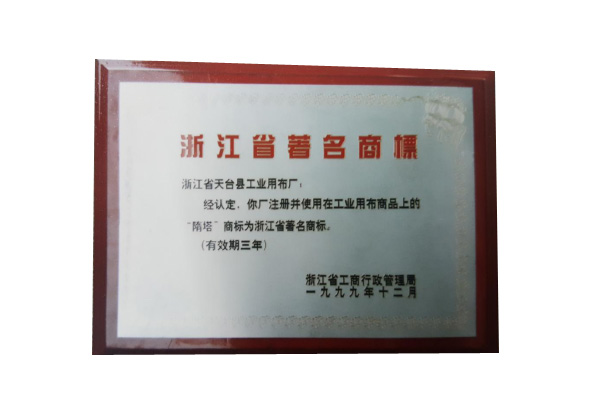 浙江省著名商標
浙江省天台县工业用布厂：
经认定，你厂注册并使用在工业用布商品上的
“隋塔”商标为浙江省著名商标。
（有效期三年）
浙江省工商行政管理局
一九九九年十二月